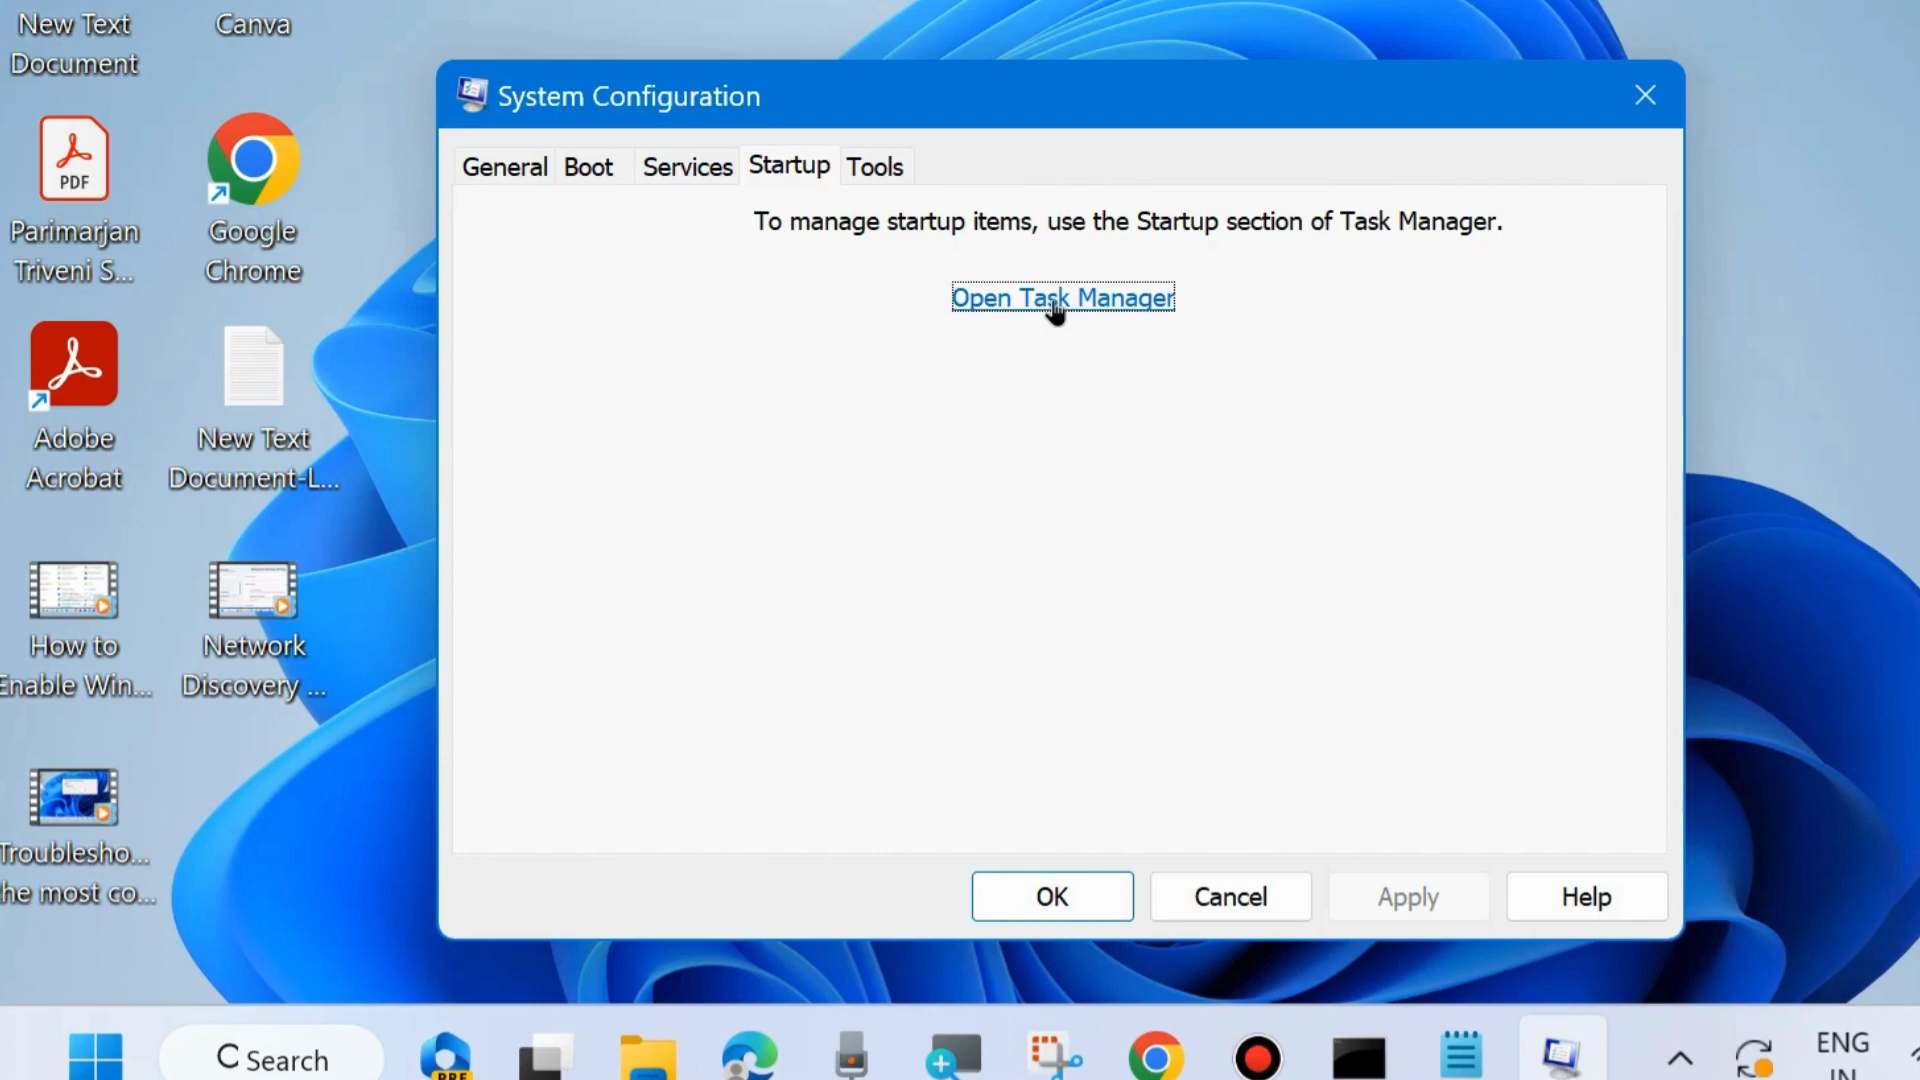 New Text
Document
Canva
PDF
Parimarjan
Triveni S...
Google
Chrome
Adobe
Acrobat
New Text
Document-L...
How to
Enable Win...
Network
Discovery ...
Troublesho...
he most co...
System Configuration
General
Boot
Services
Startup
Tools
To manage startup items, use the Startup section of Task Manager.
Open Task Manager
OK
Cancel
Apply
Help
Search
PRE
ENG
IN